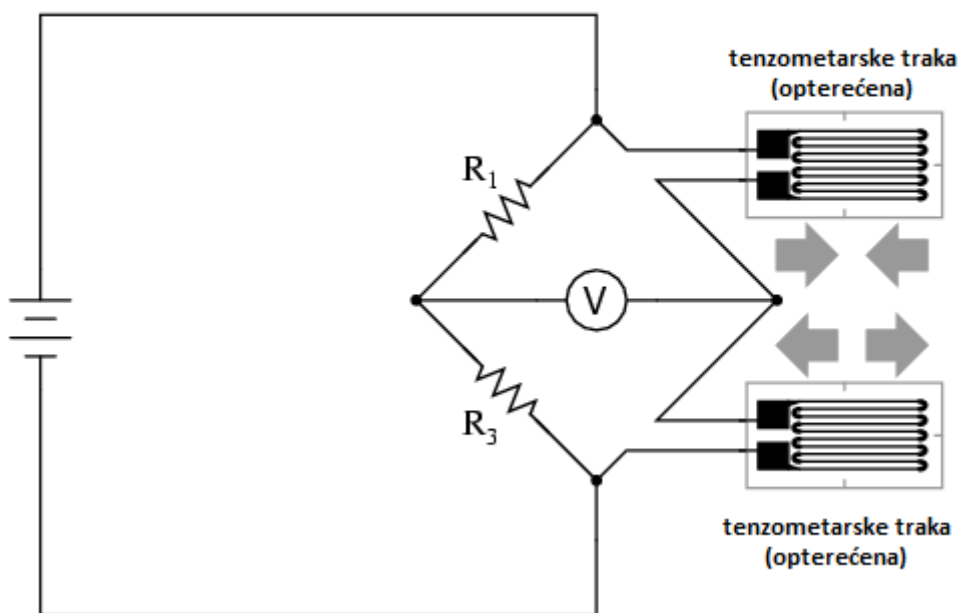 tenzometarske traka
(opterećena)
R1
V
R3
tenzometarske traka
(opterećena)